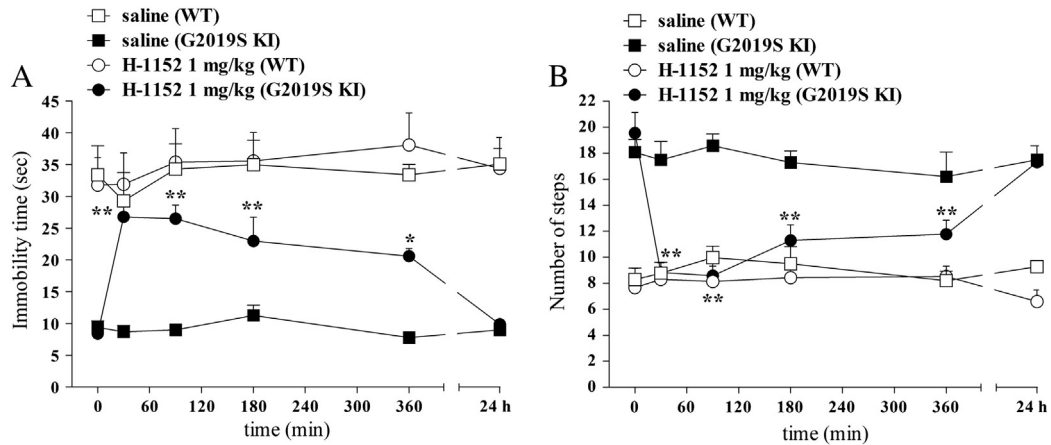 saline (WT)
saline (G2019S KI)
H-1152 1 mg/kg (WT)
H-1152 1 mg/kg (G2019S KI)
A
45
40
35
30
25
20
15
10
5
0
Immobility time (sec)
**
**
**
*
0 60 120 180 240 300 360 24 h
time (min)
saline (WT)
saline (G2019S KI)
H-1152 1 mg/kg (WT)
H-1152 1 mg/kg (G2019S KI)
B
22
20
18
16
14
12
10
8
6
4
2
0
Number of steps
**
**
**
**
0 60 120 180 240 300 360 24 h
time (min)